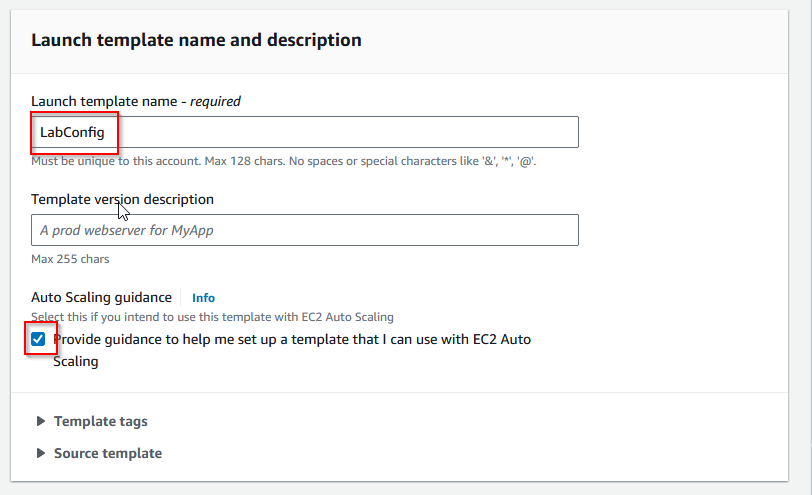 Launch template name and description
Launch template name - required
LabConfig
Must be unique to this account. Max 128 chars. No spaces or special characters like '&', '*', '@'.
Template version description
A prod webserver for MyApp
Max 255 chars
Auto Scaling guidance Info
Select this if you intend to use this template with EC2 Auto Scaling
Provide guidance to help me set up a template that I can use with EC2 Auto
Scaling
Template tags
Source template